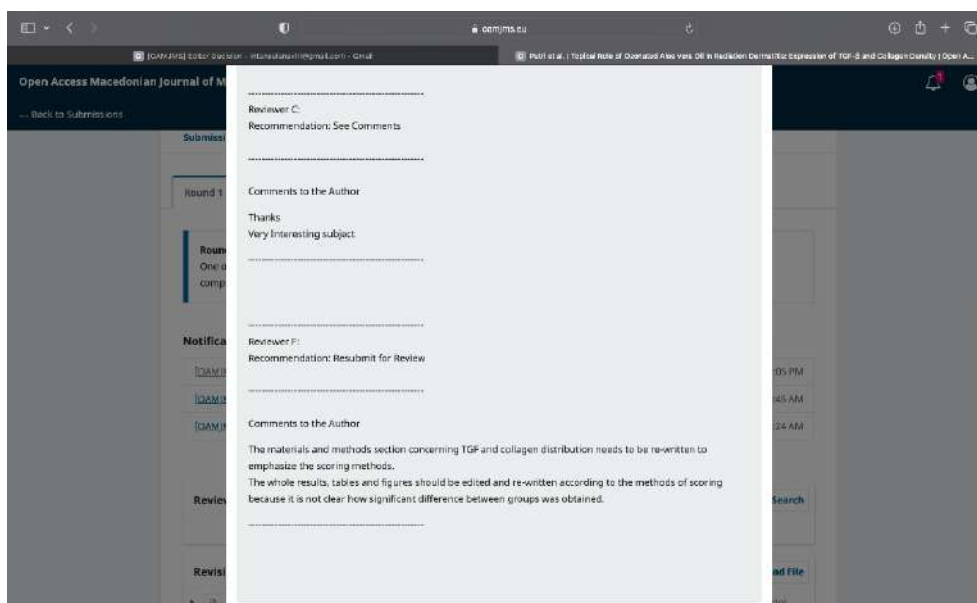 oamjms.eu
[OAMJMS] Editor Decision - intansutansvh@gmail.com - Gmail
Putri et al. | Topical Role of Ozonated Aloe vera Oil in Radiation Dermatitis: Expression of TGF-β and Collagen Density | Open A...
Open Access Macedonian Journal of M
1
← Back to Submissions
Submissi
Round 1
Roun
One o
comp
Notifica
[OAMJM
:05 PM
[OAMJM
:45 AM
[OAMJM
:24 AM
Review
Search
Revisi
ad File
-------------------------------------------
Reviewer C:
Recommendation: See Comments
-------------------------------------------
Comments to the Author
Thanks
Very Interesting subject
-------------------------------------------
-------------------------------------------
Reviewer F:
Recommendation: Resubmit for Review
-------------------------------------------
Comments to the Author
The materials and methods section concerning TGF and collagen distribution needs to be re-written to
emphasize the scoring methods.
The whole results, tables and figures should be edited and re-written according to the methods of scoring
because it is not clear how significant difference between groups was obtained.
-------------------------------------------